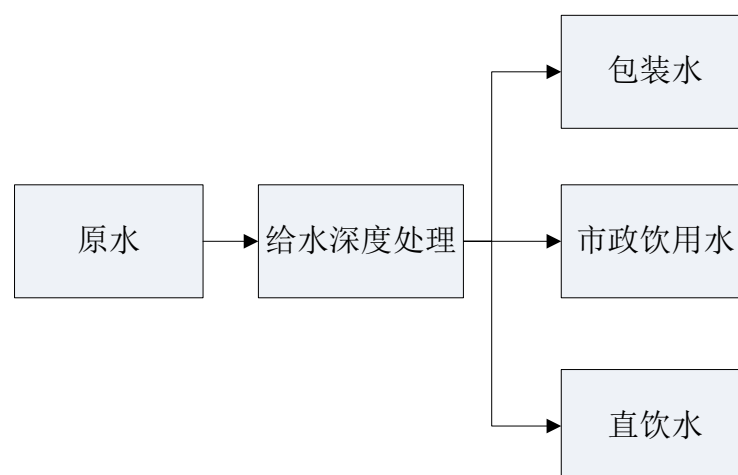 包装水
原水
给水深度处理
市政饮用水
直饮水